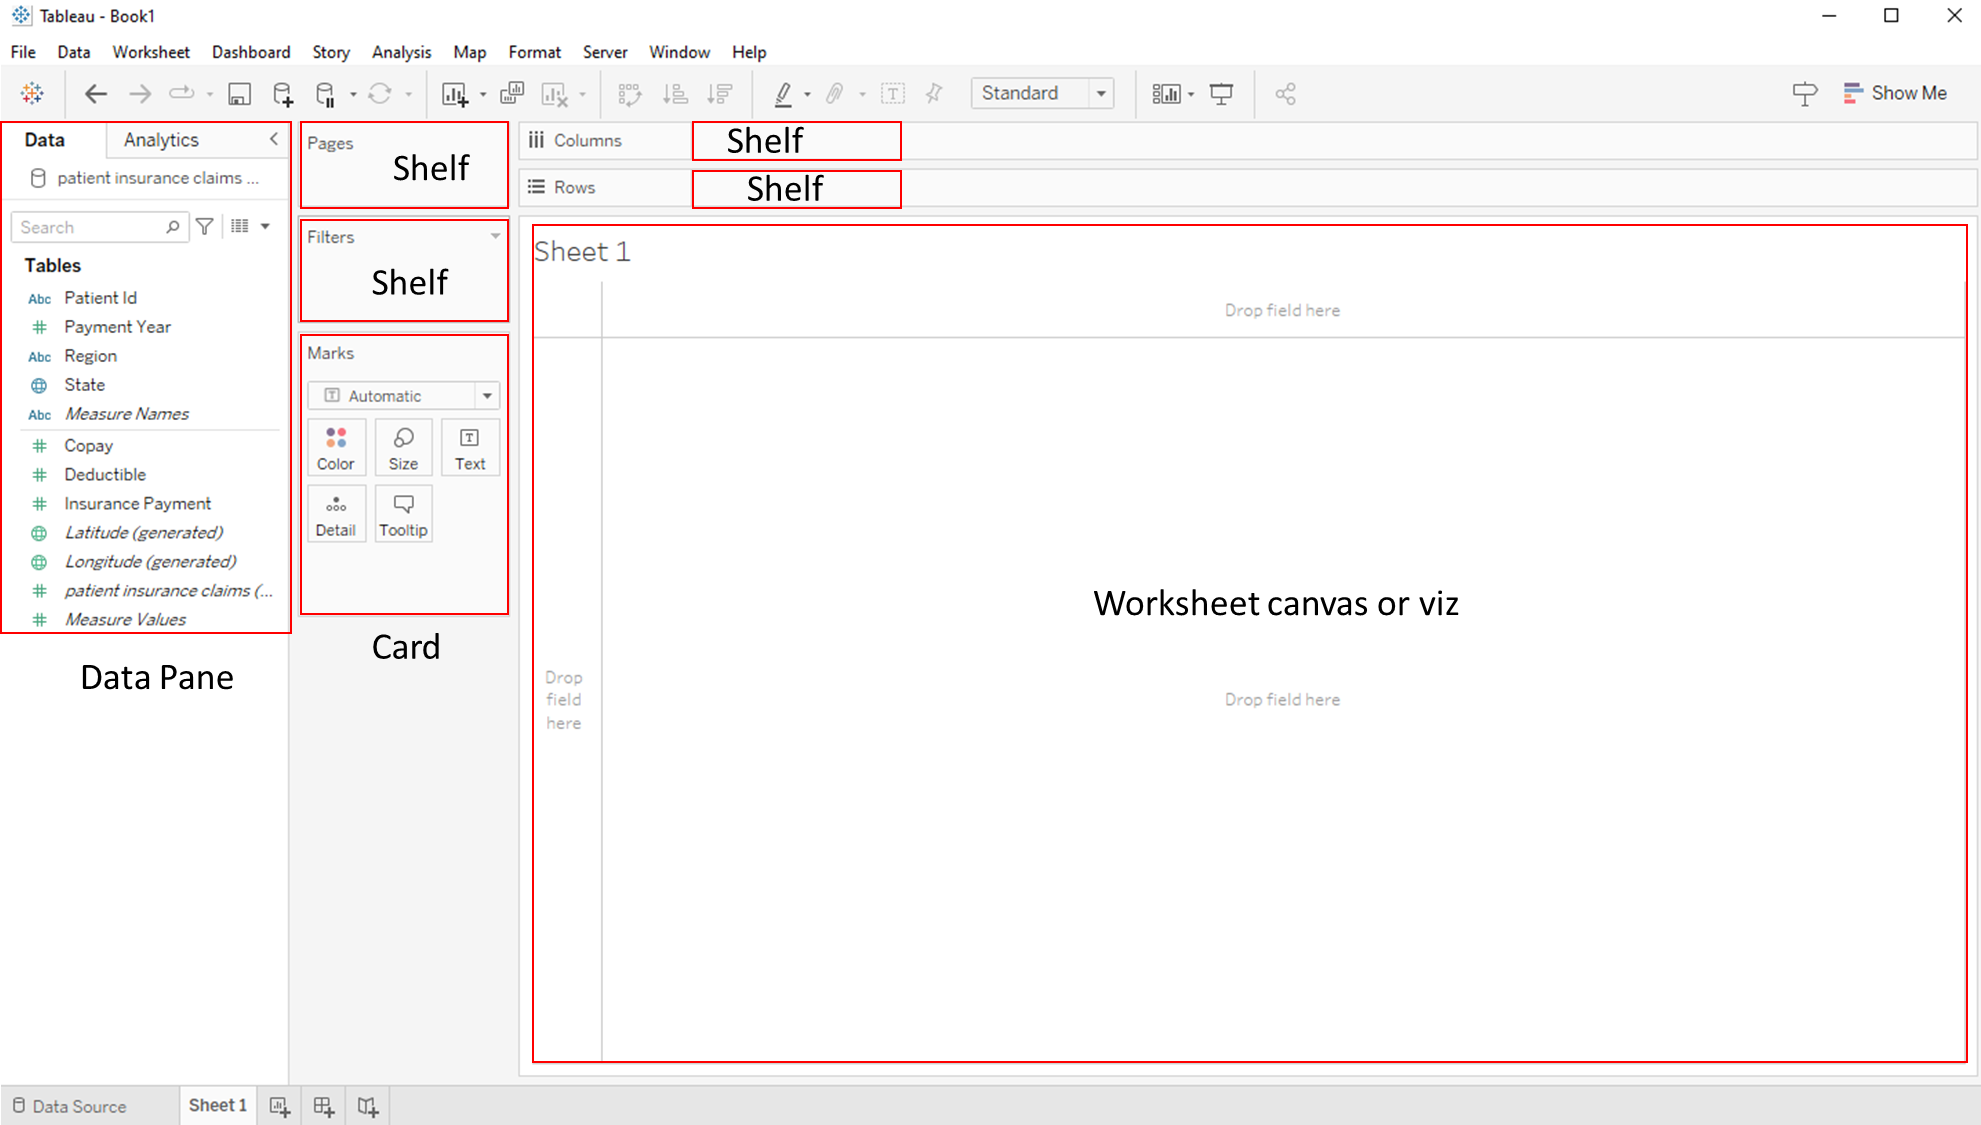 Tableau - Book1
File Data Worksheet Dashboard Story Analysis Map Format Server Window Help
Standard
Show Me
Data Analytics
patient insurance claims ...
Search
Tables
Abc Patient Id
Payment Year
Abc Region
State
Abc Measure Names
Copay
Deductible
Insurance Payment
Latitude (generated)
Longitude (generated)
patient insurance claims (...
Measure Values
Data Pane
Pages
Shelf
Filters
Shelf
Marks
Automatic
Color Size Text
Detail Tooltip
Card
Columns Shelf
Rows Shelf
Sheet 1
Drop field here
Worksheet canvas or viz
Drop
field
here
Drop field here
Data Source Sheet 1